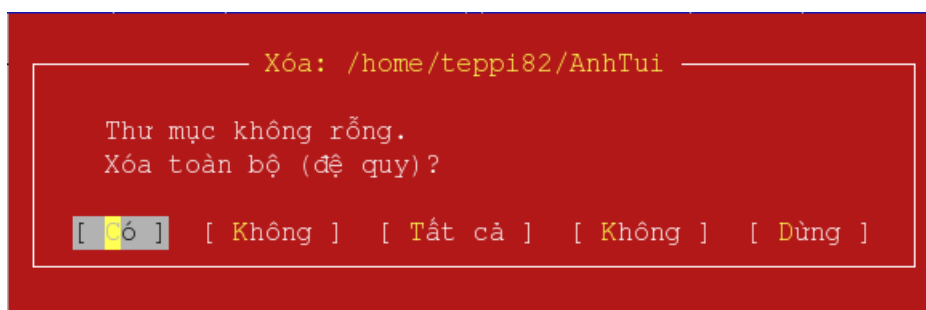 Xóa: /home/teppi82/AnhTui
Thư mục không rỗng.
Xóa toàn bộ (đệ quy)?
[ Có ] [ Không ] [ Tất cả ] [ Không ] [ Dừng ]